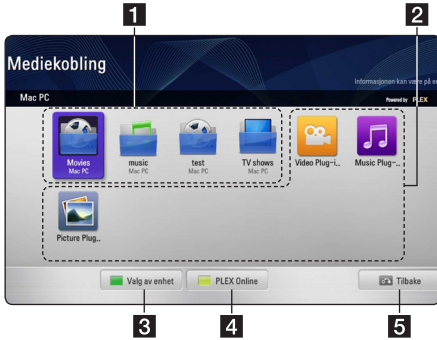 1
2
Mediekobling
Informasjonen kan være på en
Mac PC
Powered by PLEX
Movies
Mac PC
music
Mac PC
test
Mac PC
TV shows
Mac PC
Video Plug-i..
Music Plug-..
Picture Plug..
Valg av enhet
PLEX Online
Tilbake
3
4
5